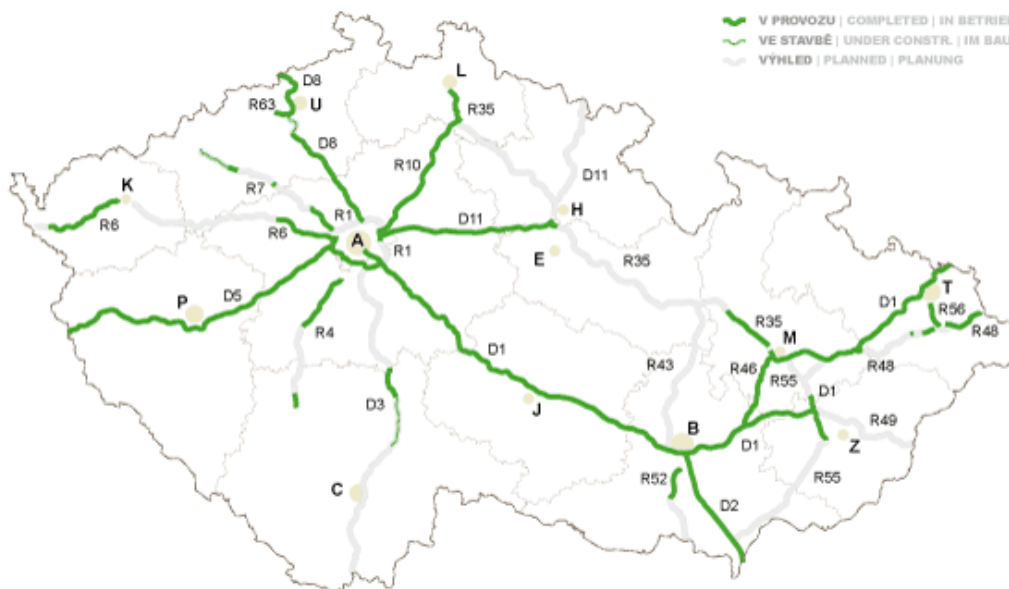 V PROVOZU | COMPLETED | IN BETRIEB
VE STAVBĚ | UNDER CONSTR. | IM BAU
VÝHLED | PLANNED | PLANUNG
D8
L
R63
U
R35
D8
R10
D11
R7
K
R1
H
R6
R6
D11
A
R1
E
R35
D5
P
D1
T
R56
R4
R35
R48
M
D1
R43
R46
R55
R48
D3
D1
J
R49
B
D1
Z
R52
R55
C
D2